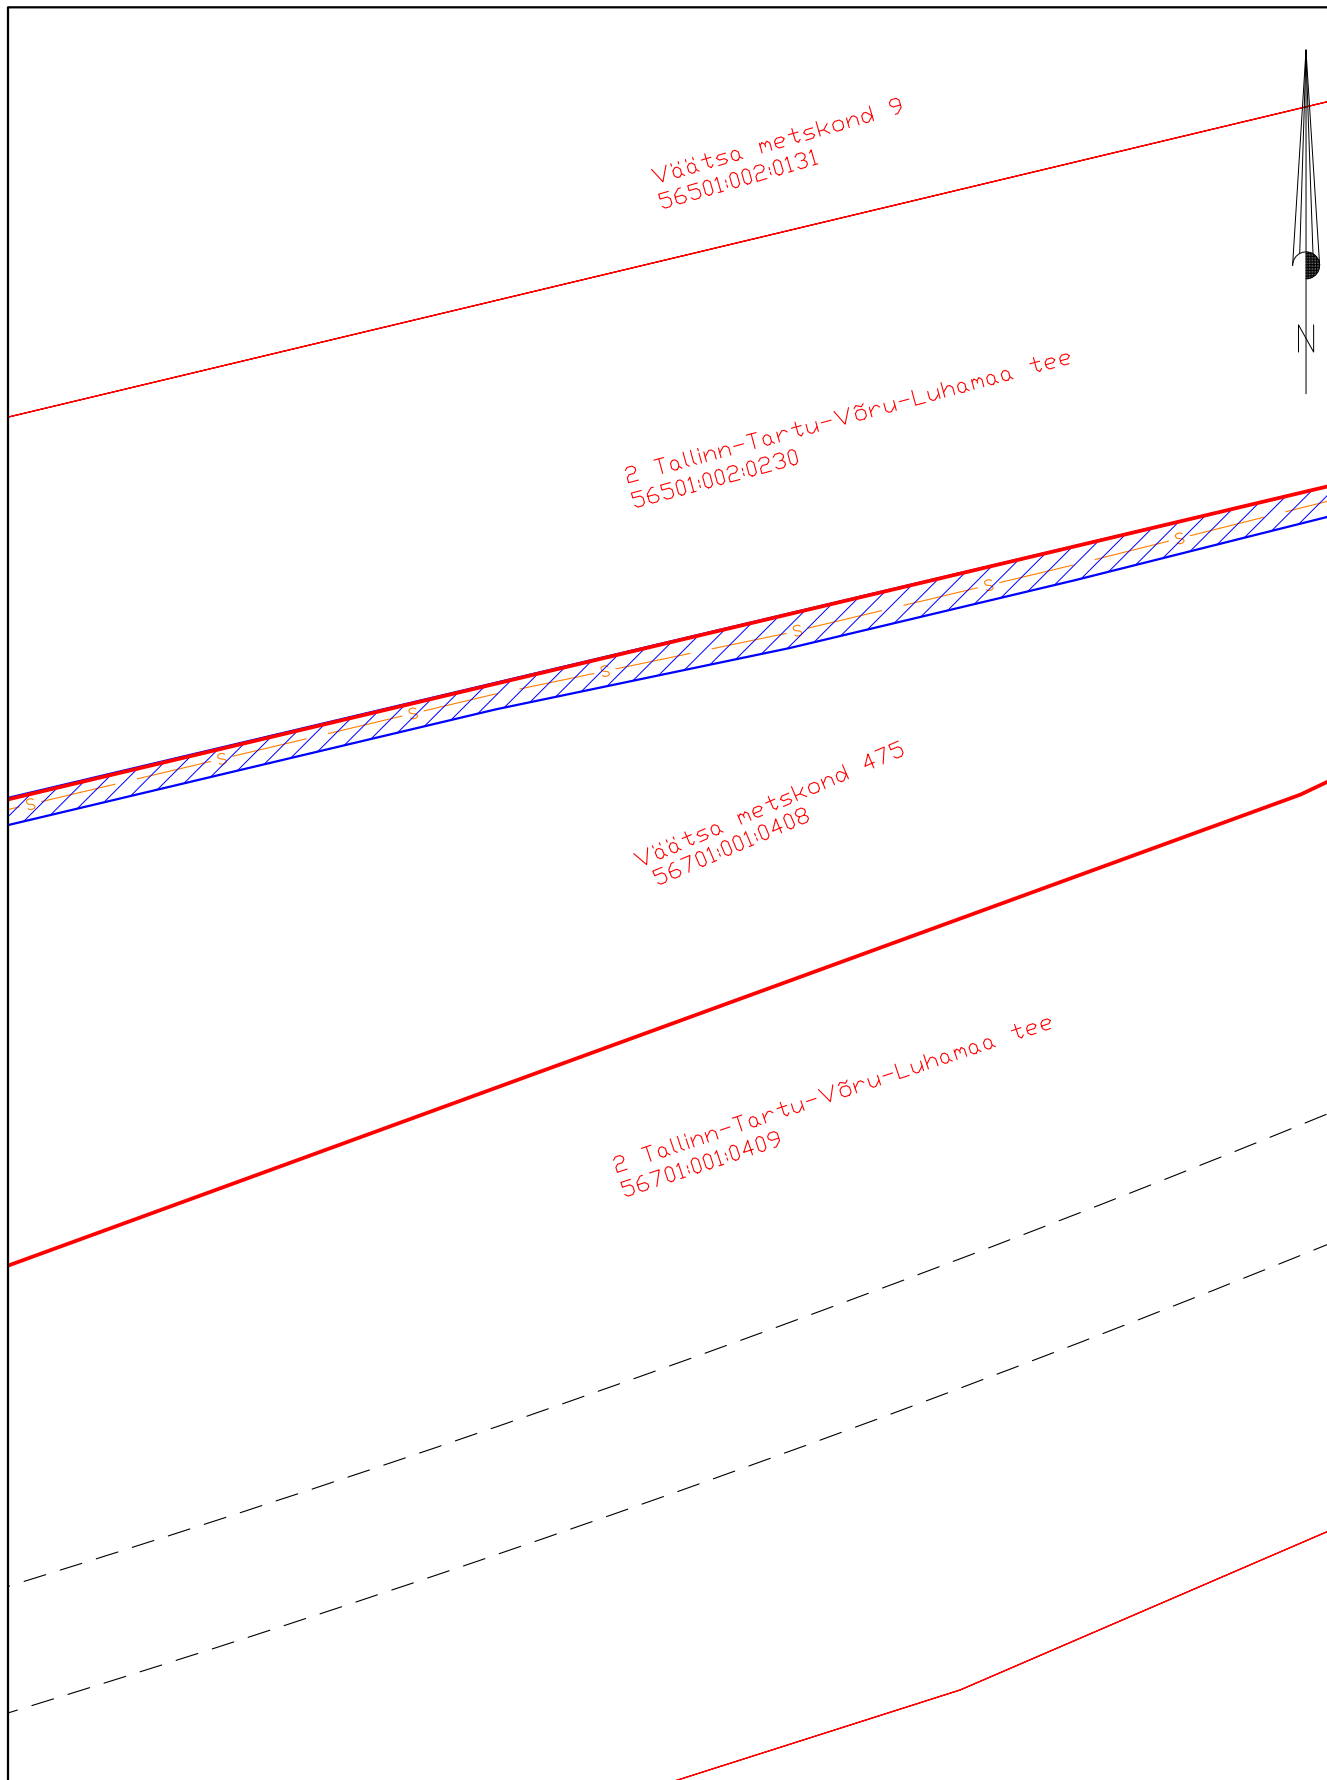 Väätsa metskond 9
56501:002:0131
N
2 Tallinn-Tartu-Võru-Luhamaa tee
56501:002:0230
S
S
S
S
S
S
S
Väätsa metskond 475
56701:001:0408
2 Tallinn-Tartu-Võru-Luhamaa tee
56701:001:0409